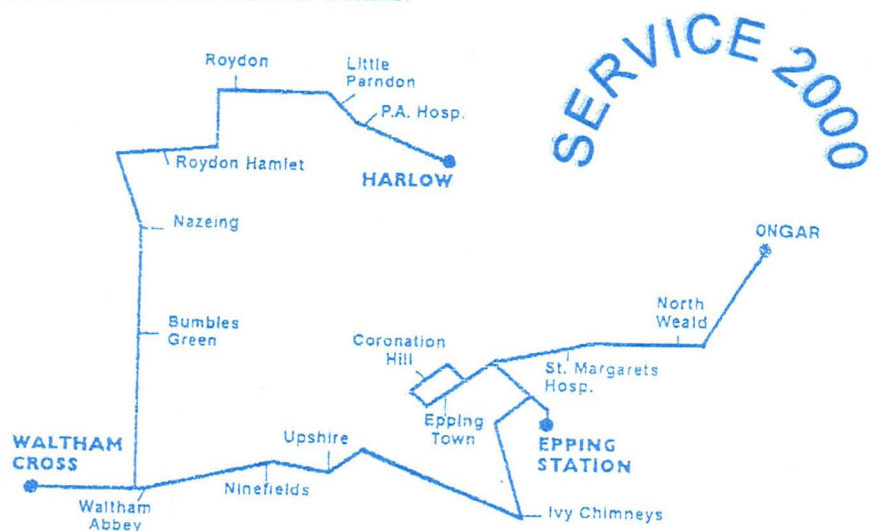 SERVICE 2000
Roydon
Little
Parndon
P.A. Hosp.
Roydon Hamlet
HARLOW
Nazeing
ONGAR
North
Weald
Bumbles
Green
Coronation
Hill
St. Margarets
Hosp.
Epping
Town
EPPING
STATION
WALTHAM
CROSS
Upshire
Ninefields
Waltham
Abbey
Ivy Chimneys